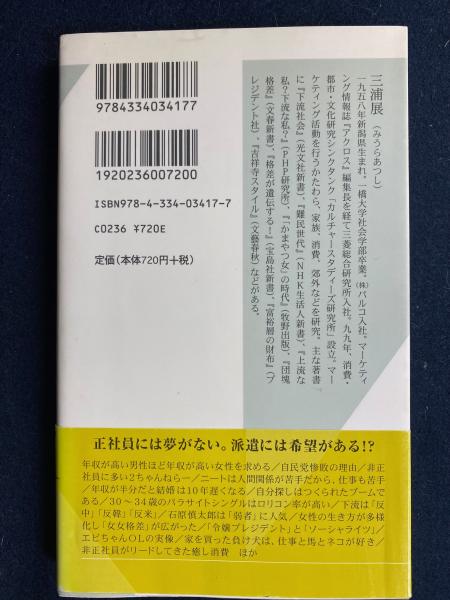 9784334034177
1920236007200
ISBN978-4-334-03417-7
C0236 ¥720E
定価(本体720円+税)
三浦展(みうらあつし)
一九五八年新潟県生まれ。一橋大学社会学部卒業。㈱パルコ入社。マーケティ
ング情報誌『アクロス』編集長を経て三菱総合研究所入社。九九年、消費・
都市・文化研究シンクタンク「カルチャースタディーズ研究所」設立。マー
ケティング活動を行うかたわら、家族、消費、郊外などを研究。主な著書
に『下流社会』(光文社新書)、『難民世代』(NHK生活人新書)、『上流な
私?下流な私?』(PHP研究所)、『「かまやつ女」の時代』(牧野出版)、『団塊
格差』(文春新書)、『格差が遺伝する!』(宝島社新書)、『富裕層の財布』(プ
レジデント社)、『吉祥寺スタイル』(文藝春秋)などがある。
正社員には夢がない。派遣には希望がある!?
年収が高い男性ほど年収が高い女性を求める/自民党惨敗の理由/非正
社員に多い2ちゃんねらー/ニートは人間関係が苦手だから、仕事も苦手
/年収が半分だと結婚は10年遅くなる/自分探しはつくられたブームで
ある/30~34歳のパラサイトシングルはロリコン率が高い/下流は「反
中」「反韓」「反米」/石原慎太郎は「弱者」に人気/女性の生き方が多様
化し「女女格差」が広がった/「令嬢プレジデント」と「ソーシャライツ」/
エビちゃんOLの実像/家を買った負け犬は、仕事と馬とネコが好き/
非正社員がリードしてきた癒し消費 ほか